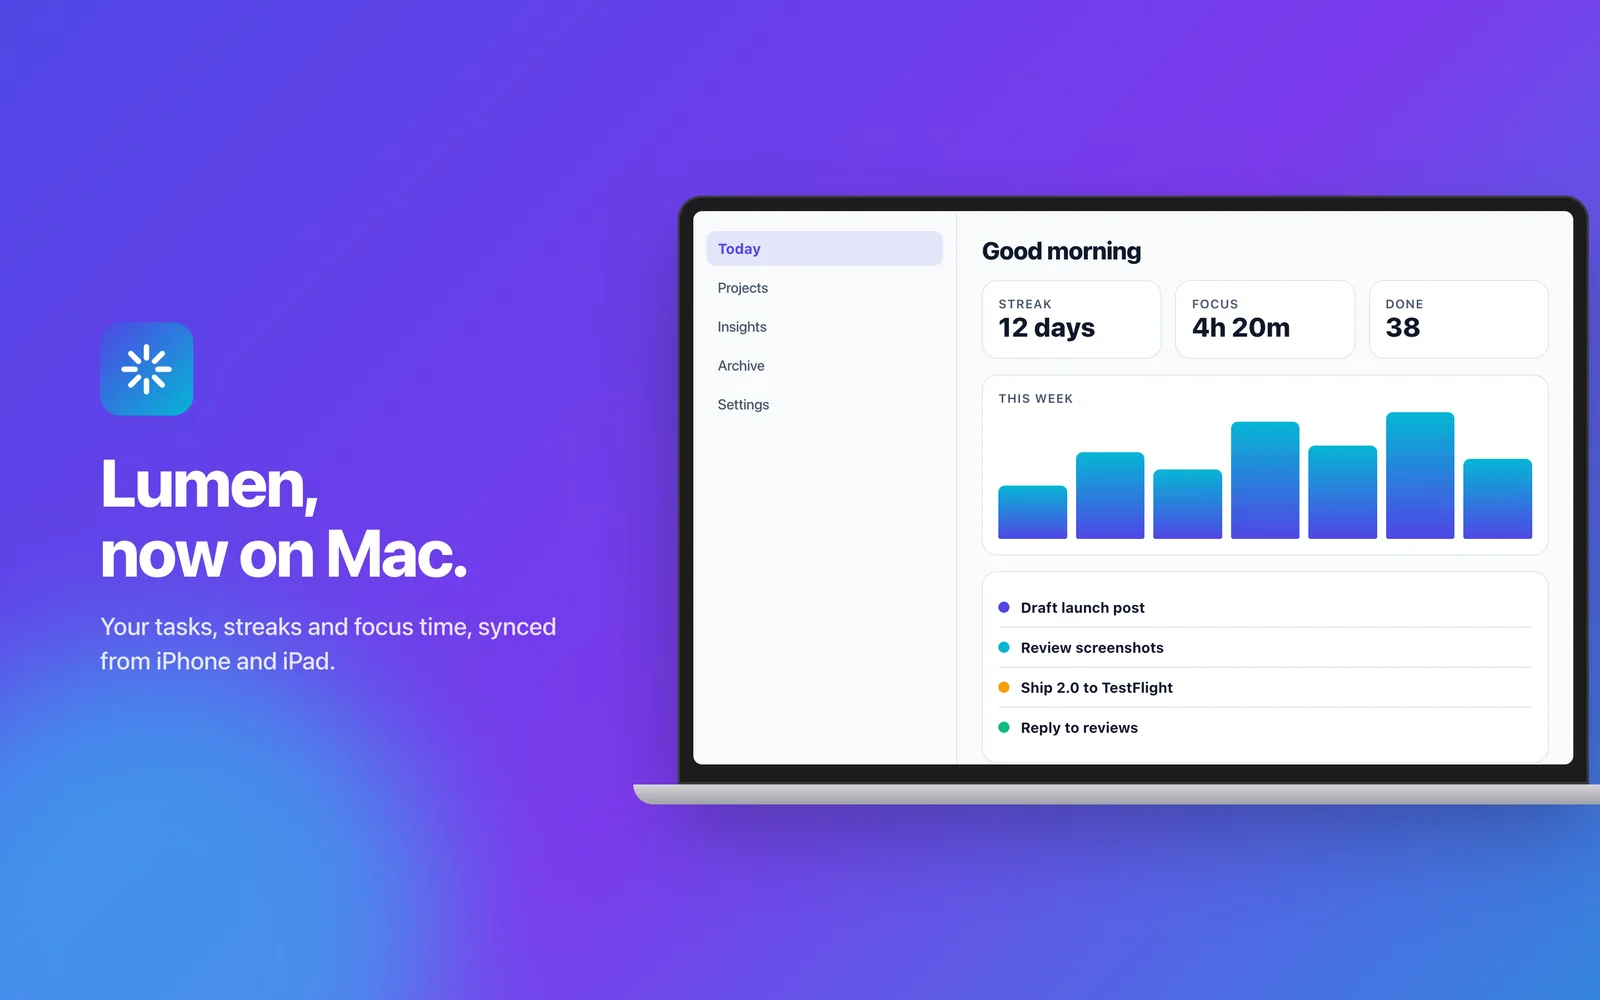 Lumen,
now on Mac.
Your tasks, streaks and focus time, synced
from iPhone and iPad.
Today
Projects
Insights
Archive
Settings
Good morning
STREAK
12 days
FOCUS
4h 20m
DONE
38
THIS WEEK
Draft launch post
Review screenshots
Ship 2.0 to TestFlight
Reply to reviews